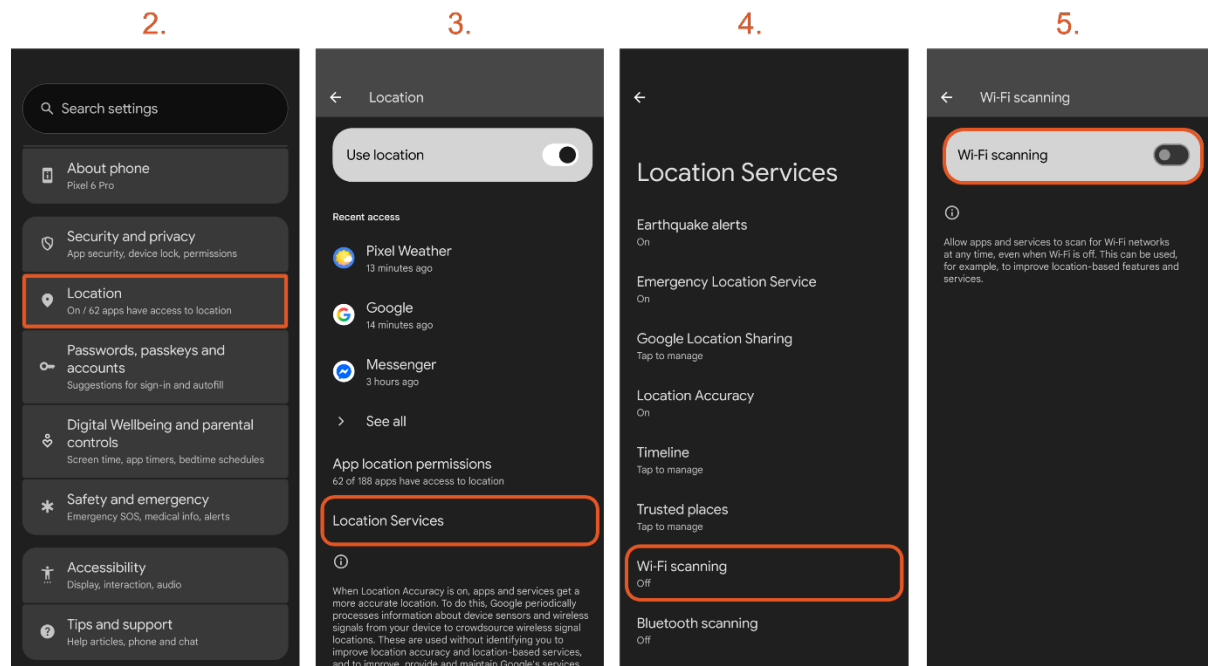 2.
Search settings
About phone
Pixel 6 Pro
Security and privacy
App security, device lock, permissions
Location
On / 62 apps have access to location
Passwords, passkeys and
accounts
Suggestions for sign-in and autofill
Digital Wellbeing and parental
controls
Screen time, app timers, bedtime schedules
Safety and emergency
Emergency SOS, medical info, alerts
Accessibility
Display, interaction, audio
Tips and support
Help articles, phone and chat
3.
Location
Use location
Recent access
Pixel Weather
13 minutes ago
Google
14 minutes ago
Messenger
3 hours ago
See all
App location permissions
62 of 188 apps have access to location
Location Services
When Location Accuracy is on, apps and services get a
more accurate location. To do this, Google periodically
processes information about device sensors and wireless
signals from your device to crowdsource wireless signal
locations. These are used without identifying you to
improve location accuracy and location-based services,
and to improve, provide and maintain Google's services
4.
Location Services
Earthquake alerts
On
Emergency Location Service
On
Google Location Sharing
Tap to manage
Location Accuracy
On
Timeline
Tap to manage
Trusted places
Tap to manage
Wi-Fi scanning
Off
Bluetooth scanning
Off
5.
Wi-Fi scanning
Wi-Fi scanning
Allow apps and services to scan for Wi-Fi networks
at any time, even when Wi-Fi is off. This can be used,
for example, to improve location-based features and
services.